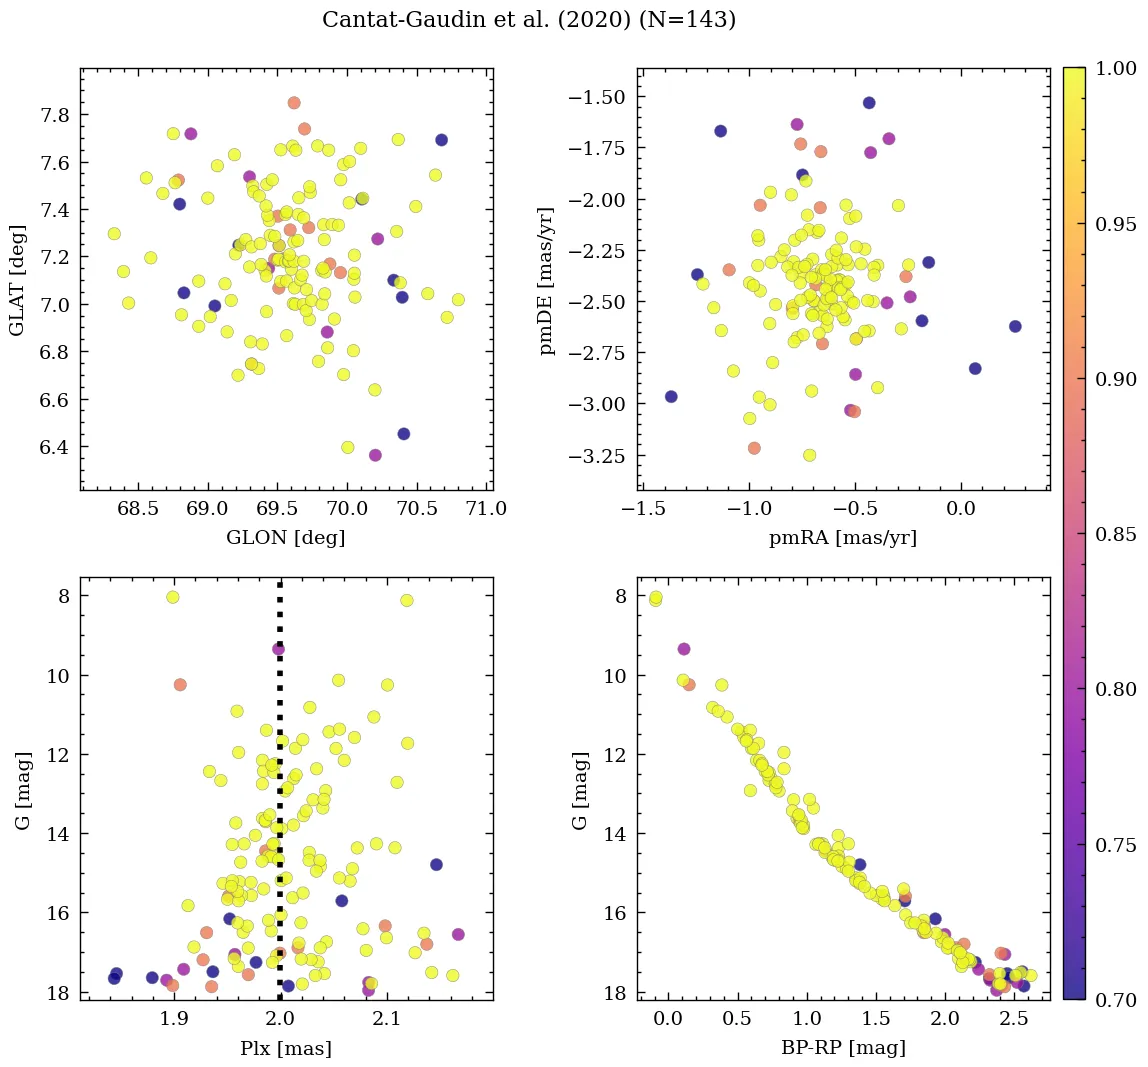 Cantat-Gaudin et al. (2020) (N=143)
7.8
7.6
7.4
7.2
7.0
6.8
6.6
6.4
GLAT [deg]
68.5 69.0 69.5 70.0 70.5 71.0
GLON [deg]
−1.50
−1.75
−2.00
−2.25
−2.50
−2.75
−3.00
−3.25
pmDE [mas/yr]
−1.5 −1.0 −0.5 0.0
pmRA [mas/yr]
8
10
12
14
16
18
G [mag]
1.9 2.0 2.1
Plx [mas]
8
10
12
14
16
18
G [mag]
0.0 0.5 1.0 1.5 2.0 2.5
BP-RP [mag]
1.00
0.95
0.90
0.85
0.80
0.75
0.70